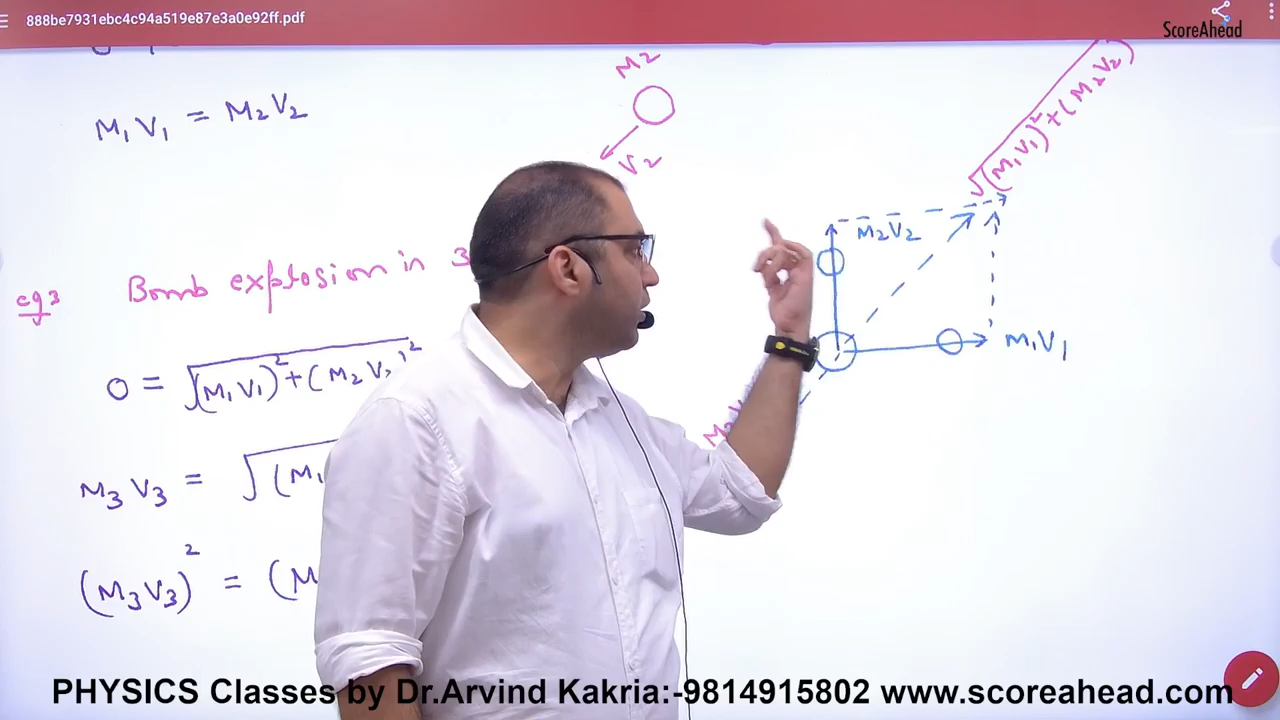 888be7931ebc4c94a519e87e3a0e92ff.pdf
ScoreAhead
M₁V₁ = M₂V₂
M₂
V₂
√(M₁V₁)²+(M₂V₂)
M₂V₂
M₁V₁
eg3 Bomb explosion in 3
0 = √(M₁V₁)²+(M₂V₂)²
M₃V₃ = √(M₁
(M₃V₃)² = (M
PHYSICS Classes by Dr.Arvind Kakria:-9814915802 www.scoreahead.com